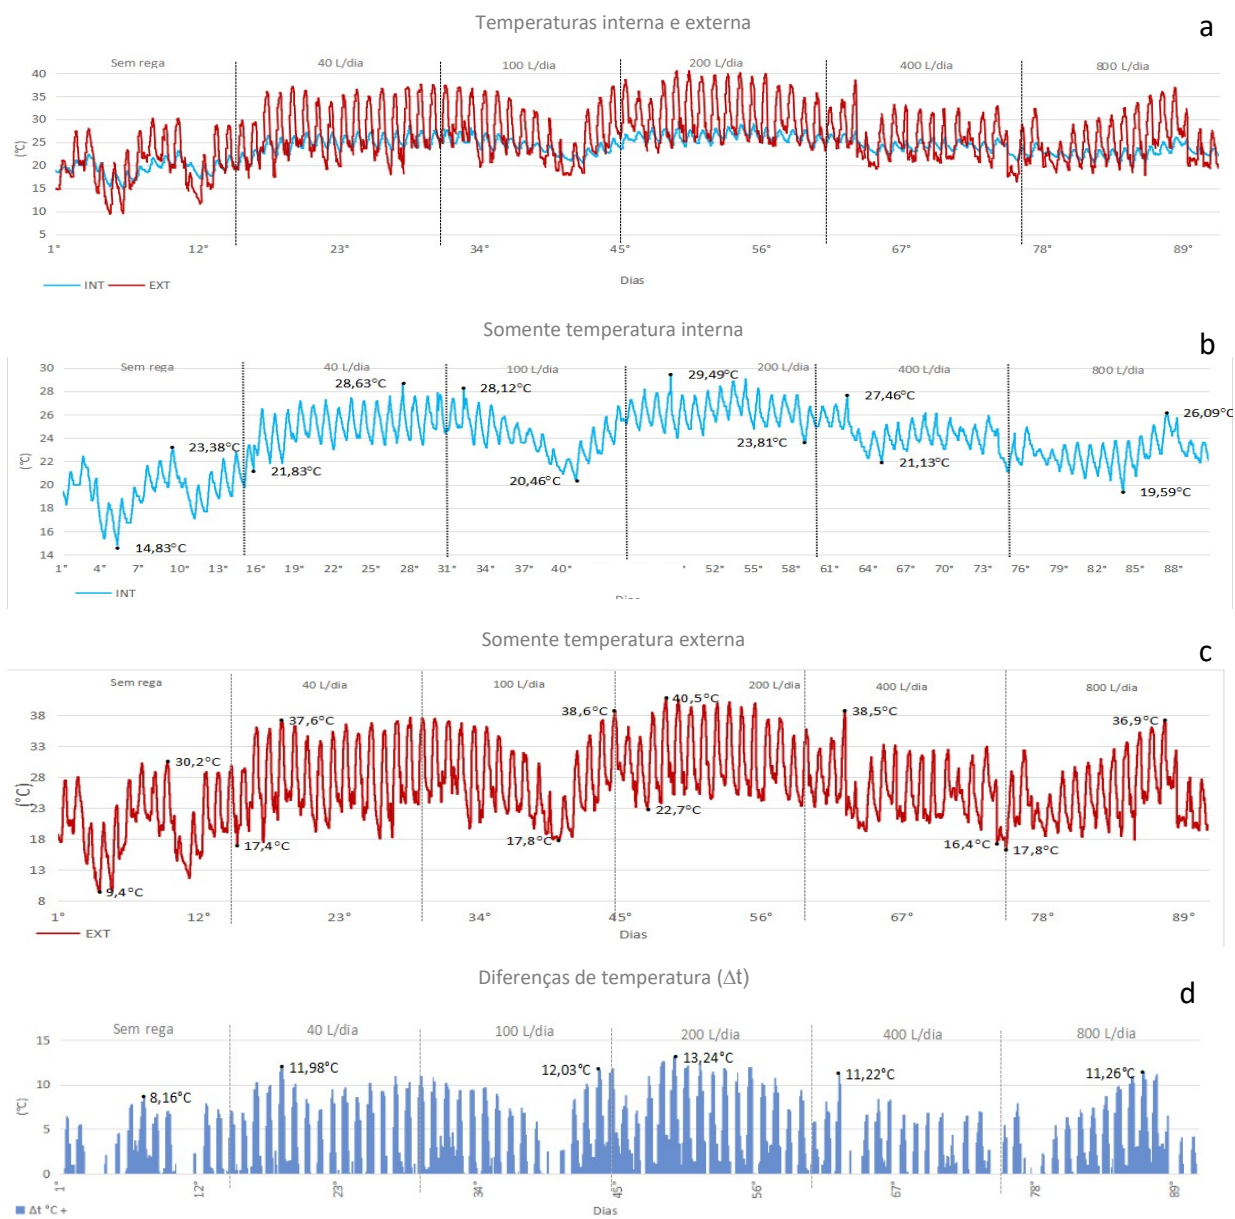 Temperaturas interna e externa
a
Sem rega 40 L/dia 100 L/dia 200 L/dia 400 L/dia 800 L/dia
40
35
30
25
20
15
10
5
(°C)
1° 12° 23° 34° 45° 56° 67° 78° 89°
Dias
INT EXT
Somente temperatura interna
b
Sem rega 40 L/dia 100 L/dia 200 L/dia 400 L/dia 800 L/dia
30
28
26
24
22
20
18
16
14
(°C)
23,38°C
14,83°C
21,83°C
28,63°C
28,12°C
20,46°C
29,49°C
23,81°C
27,46°C
21,13°C
26,09°C
19,59°C
1° 4° 7° 10° 13° 16° 19° 22° 25° 28° 31° 34° 37° 40° 52° 55° 58° 61° 64° 67° 70° 73° 76° 79° 82° 85° 88°
INT
Somente temperatura externa
c
Sem rega 40 L/dia 100 L/dia 200 L/dia 400 L/dia 800 L/dia
38
33
28
23
18
13
8
(°C)
30,2°C
9,4°C
37,6°C
17,4°C
38,6°C
17,8°C
40,5°C
22,7°C
38,5°C
16,4°C
17,8°C
36,9°C
1° 12° 23° 34° 45° 56° 67° 78° 89°
Dias
EXT
Diferenças de temperatura (Δt)
d
Sem rega 40 L/dia 100 L/dia 200 L/dia 400 L/dia 800 L/dia
15
10
5
0
(°C)
8,16°C
11,98°C
12,03°C
13,24°C
11,22°C
11,26°C
1° 12° 23° 34° 45° 56° 67° 78° 89°
Dias
Δt °C +